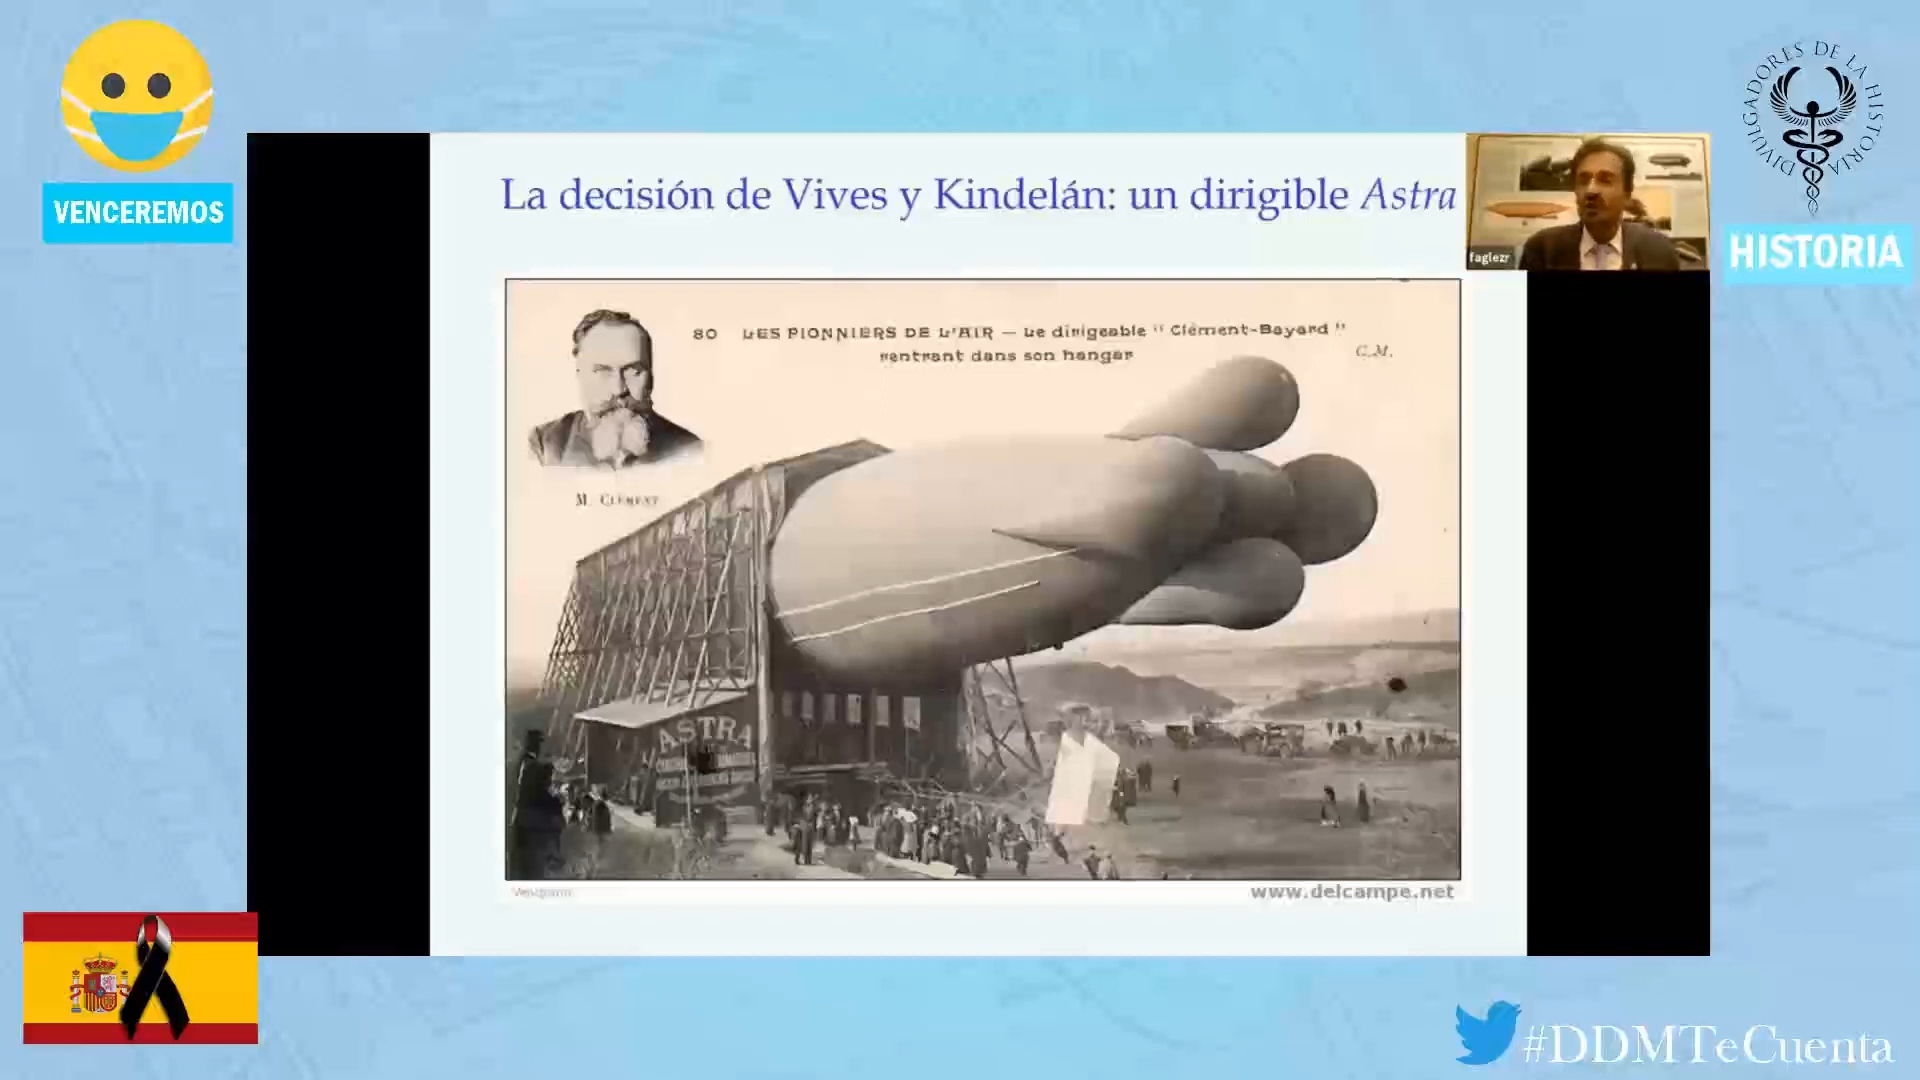 VENCEREMOS
DIVULGADORES DE LA HISTORIA
HISTORIA
La decisión de Vives y Kindelán: un dirigible Astra
faglezr
80 LES PIONNIERS DE L'AIR — Le dirigeable "Clément-Bayard"
rentrant dans son hangar
C.M.
M. CLÉMENT
ASTRA
www.delcampe.net
#DDMTeCuenta